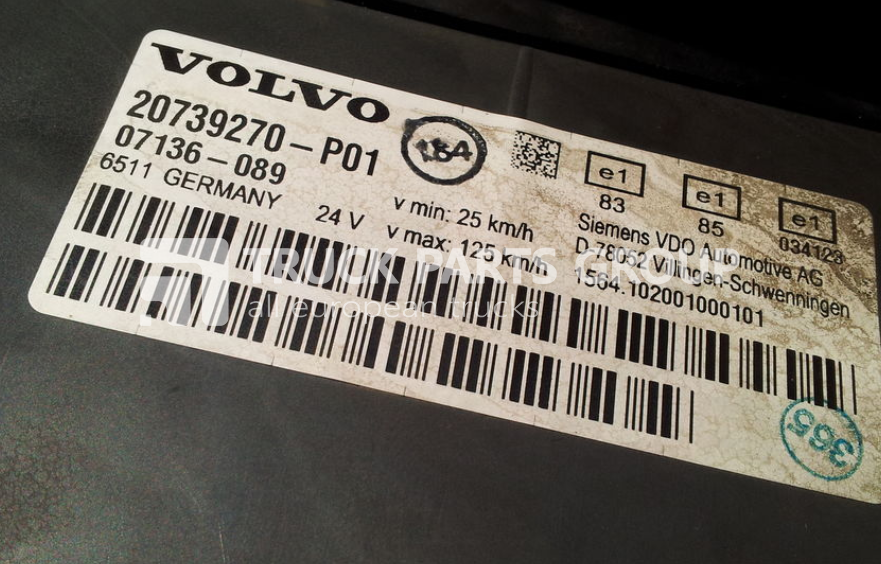 VOLVO
20739270-P01
07136-089
6511 GERMANY
24 V
v min: 25 km/h
v max: 125 km/h
184
e1
83
e1
85
e1
034123
Siemens VDO Automotive AG
D-78052 Villingen-Schwenningen
1564.102001000101
365
TRUCK PARTS GROUP
all european trucks